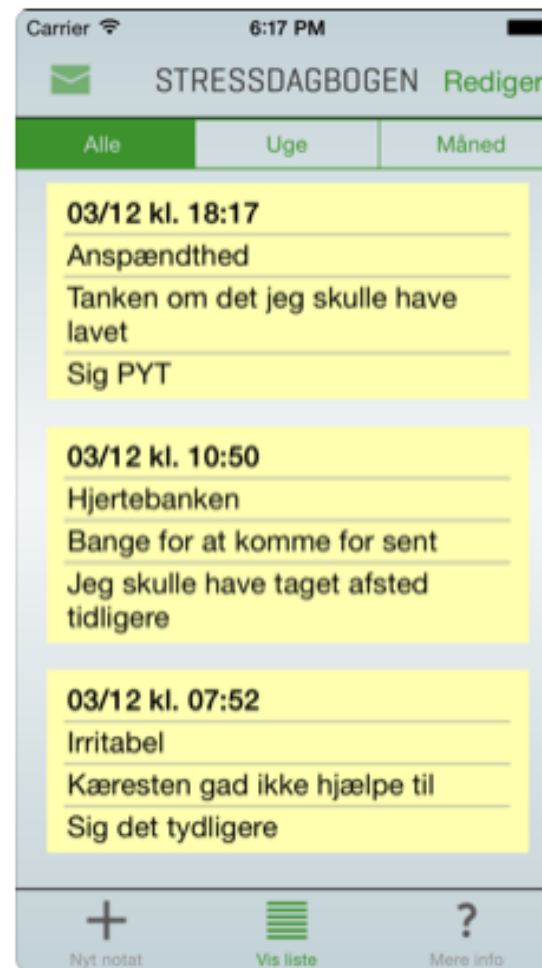 Carrier 6:17 PM
STRESSDAGBOGEN Rediger
Alle Uge Måned
03/12 kl. 18:17
Anspændthed
Tanken om det jeg skulle have
lavet
Sig PYT
03/12 kl. 10:50
Hjertebanken
Bange for at komme for sent
Jeg skulle have taget afsted
tidligere
03/12 kl. 07:52
Irritabel
Kæresten gad ikke hjælpe til
Sig det tydligere
Nyt notat Vis liste Mere info